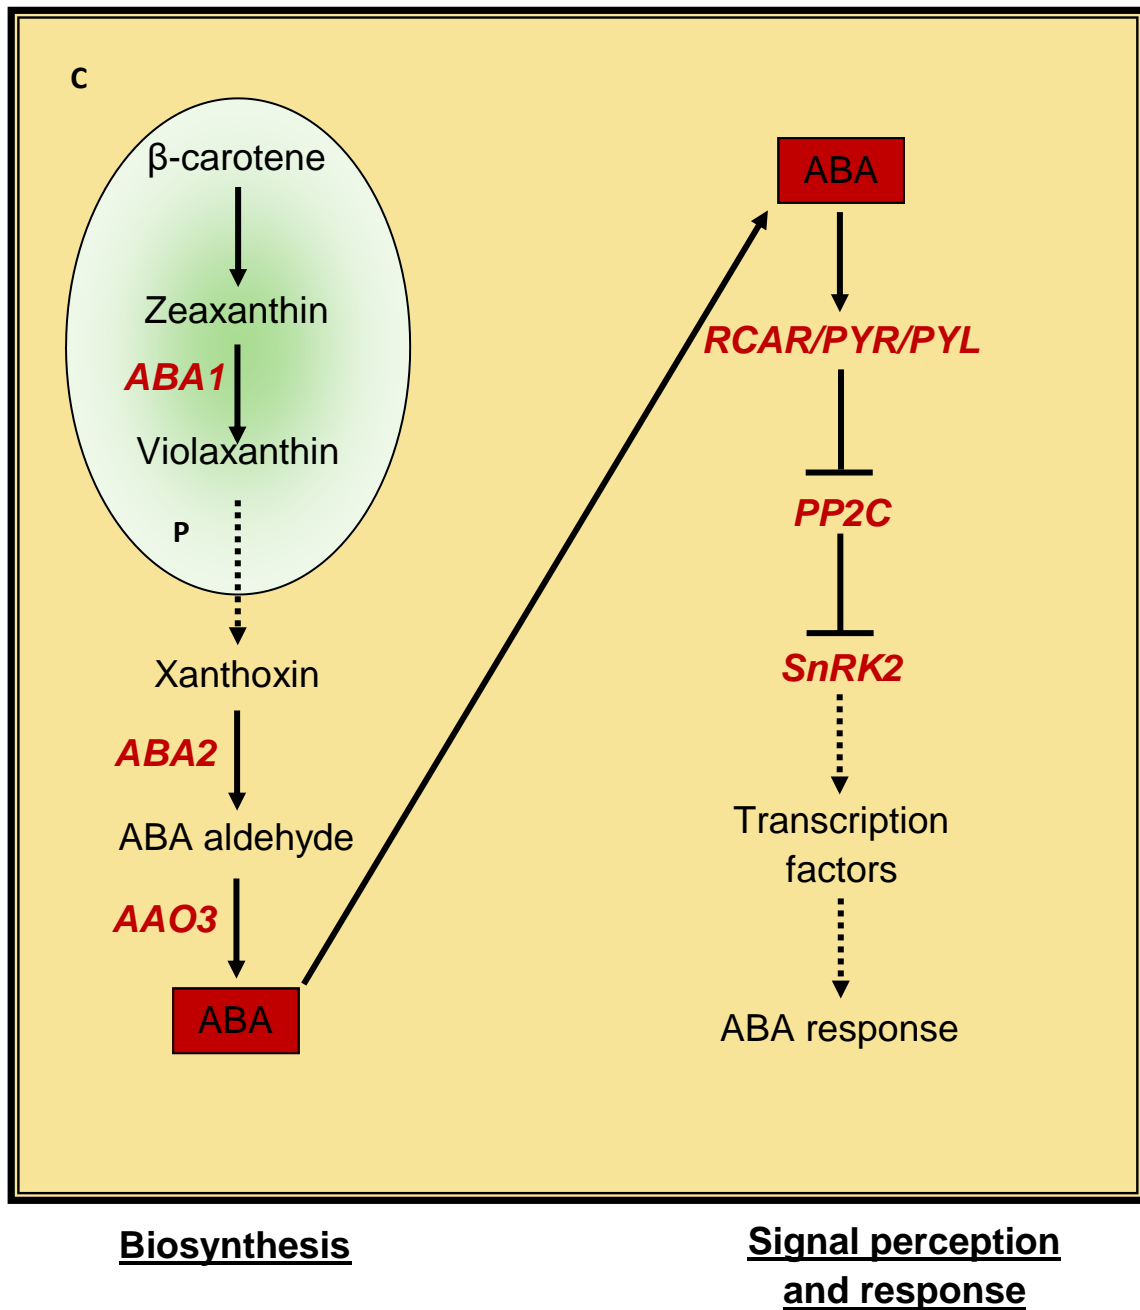 C
β-carotene
Zeaxanthin
ABA1
Violaxanthin
P
Xanthoxin
ABA2
ABA aldehyde
AAO3
ABA
ABA
RCAR/PYR/PYL
PP2C
SnRK2
Transcription
factors
ABA response
Biosynthesis
Signal perception
and response